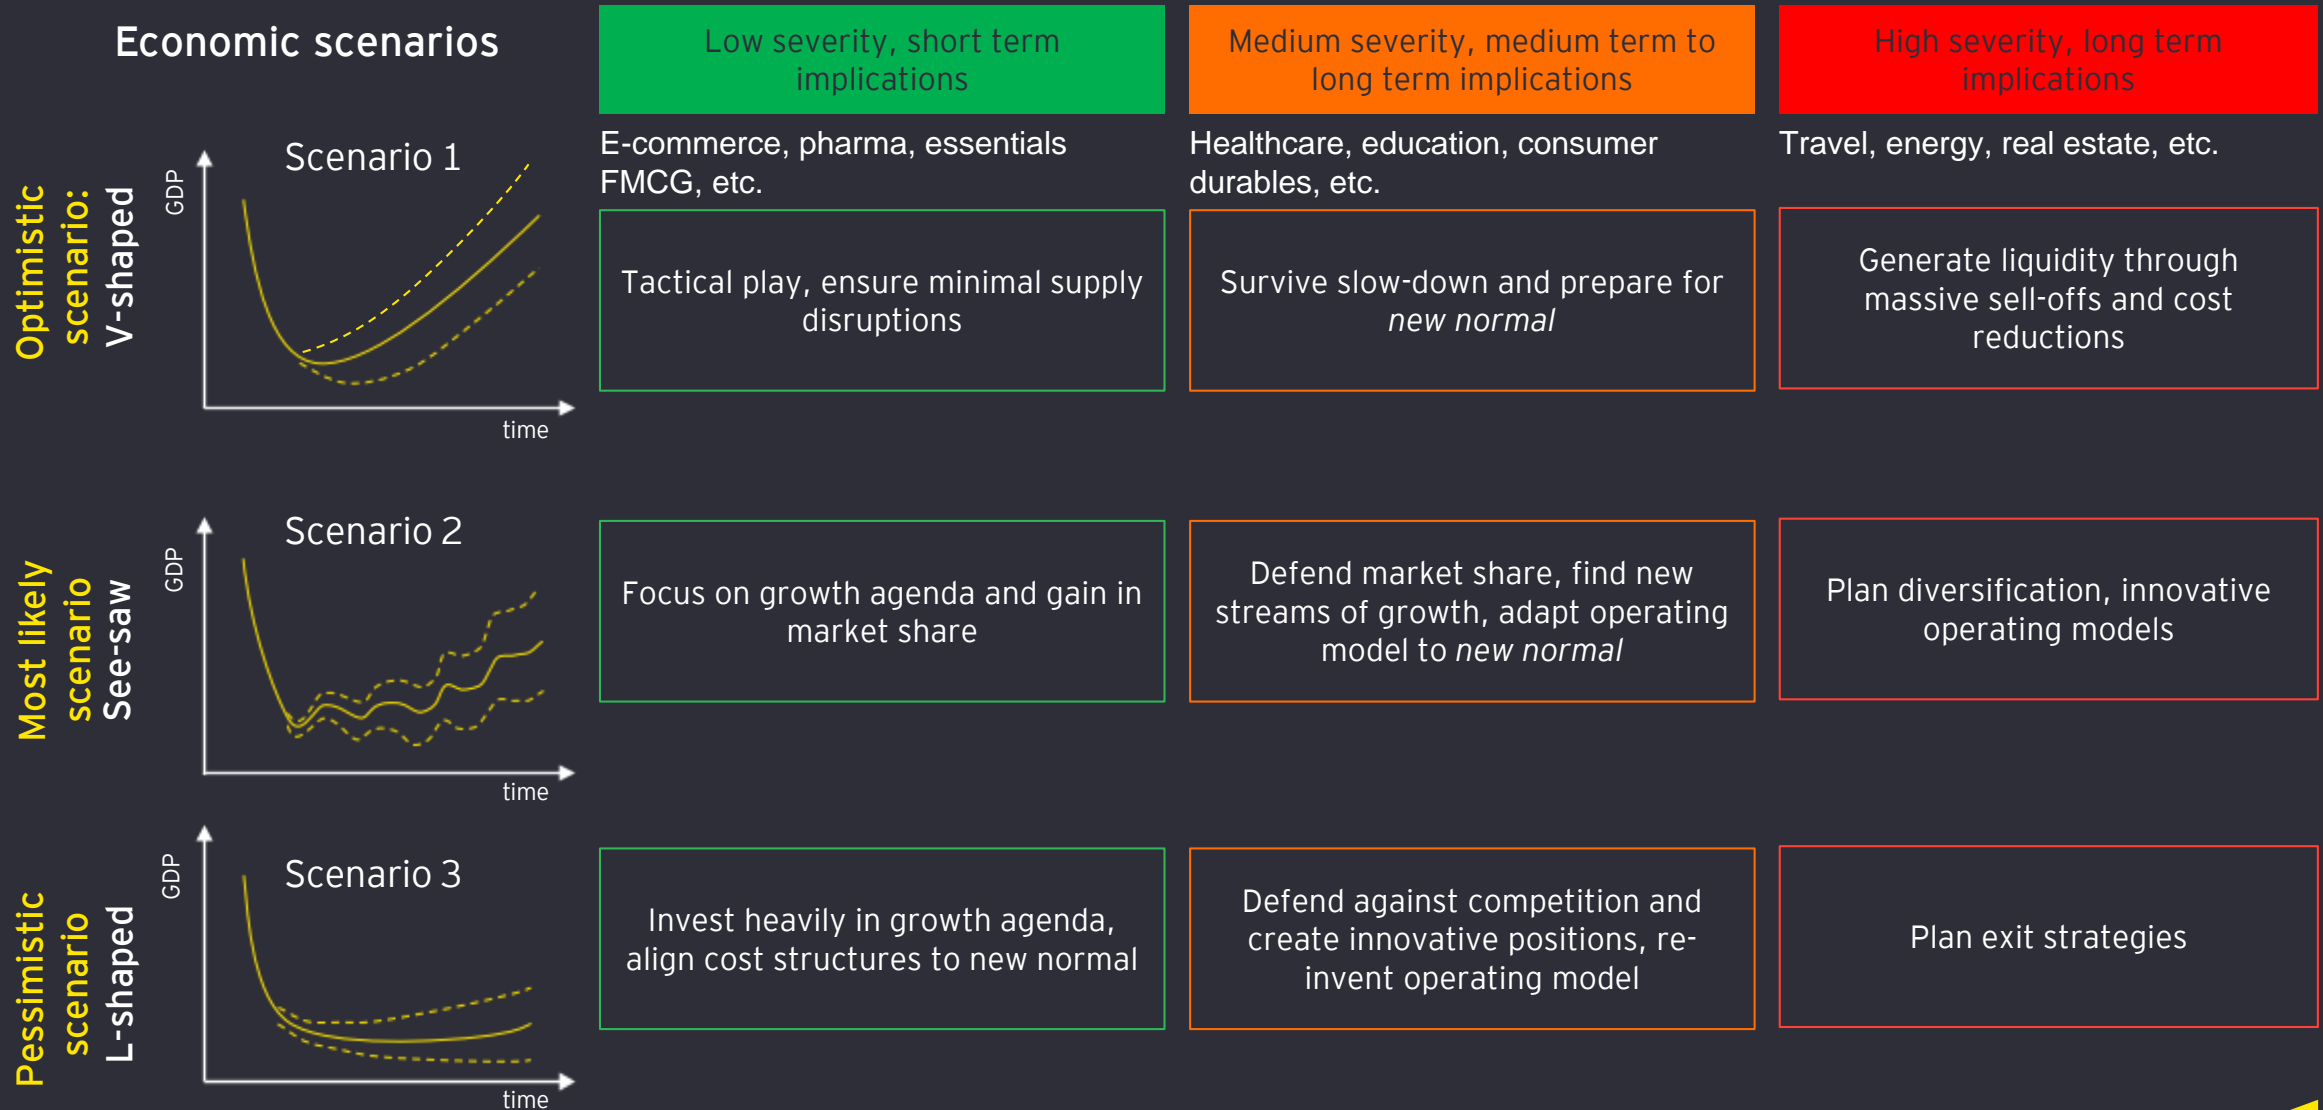 Economic scenarios
Low severity, short term
implications
Medium severity, medium term to
long term implications
High severity, long term
implications
E-commerce, pharma, essentials
FMCG, etc.
Healthcare, education, consumer
durables, etc.
Travel, energy, real estate, etc.
Optimistic
scenario:
V-shaped
GDP
Scenario 1
time
Tactical play, ensure minimal supply
disruptions
Survive slow-down and prepare for
new normal
Generate liquidity through
massive sell-offs and cost
reductions
Most likely
scenario
See-saw
GDP
Scenario 2
time
Focus on growth agenda and gain in
market share
Defend market share, find new
streams of growth, adapt operating
model to new normal
Plan diversification, innovative
operating models
Pessimistic
scenario
L-shaped
GDP
Scenario 3
time
Invest heavily in growth agenda,
align cost structures to new normal
Defend against competition and
create innovative positions, re-
invent operating model
Plan exit strategies